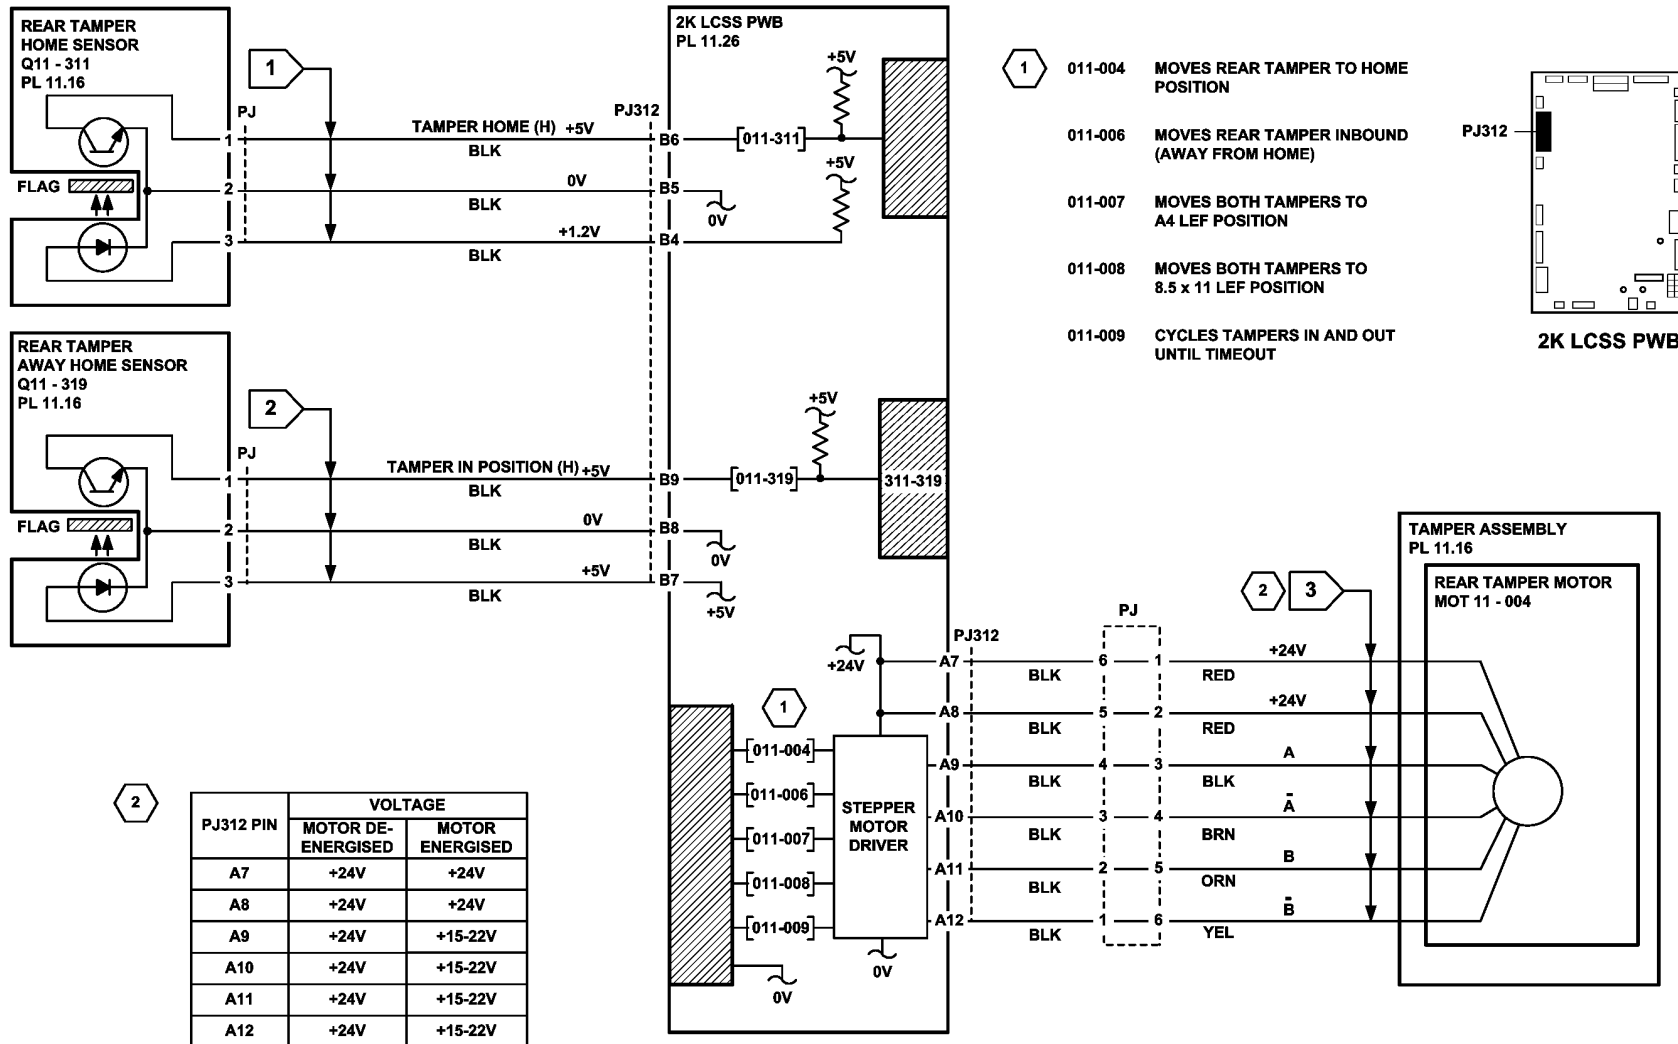 REAR TAMPER
HOME SENSOR
Q11 - 311
PL 11.16
1
PJ
1
TAMPER HOME (H) +5V
BLK
FLAG
2
0V
BLK
3
+1.2V
BLK
PJ312
B6
B5
B4
2K LCSS PWB
PL 11.26
+5V
011-311
+5V
0V
REAR TAMPER
AWAY HOME SENSOR
Q11 - 319
PL 11.16
2
PJ
1
TAMPER IN POSITION (H) +5V
BLK
FLAG
2
0V
BLK
3
+5V
BLK
B9
B8
B7
+5V
011-319
311-319
0V
+5V
1
011-004 MOVES REAR TAMPER TO HOME
POSITION
011-006 MOVES REAR TAMPER INBOUND
(AWAY FROM HOME)
011-007 MOVES BOTH TAMPERS TO
A4 LEF POSITION
011-008 MOVES BOTH TAMPERS TO
8.5 x 11 LEF POSITION
011-009 CYCLES TAMPERS IN AND OUT
UNTIL TIMEOUT
PJ312
2K LCSS PWB
+24V
1
011-004
011-006
011-007
011-008
011-009
0V
STEPPER
MOTOR
DRIVER
0V
PJ312
PJ
2
3
A7 BLK 6 1 RED +24V
A8 BLK 5 2 RED +24V
A9 BLK 4 3 BLK A
A10 BLK 3 4 BRN Ā
A11 BLK 2 5 ORN B
A12 BLK 1 6 YEL B̄
TAMPER ASSEMBLY
PL 11.16
REAR TAMPER MOTOR
MOT 11 - 004
2
PJ312 PIN VOLTAGE
MOTOR DE-
ENERGISED
MOTOR
ENERGISED
A7 +24V +24V
A8 +24V +24V
A9 +24V +15-22V
A10 +24V +15-22V
A11 +24V +15-22V
A12 +24V +15-22V